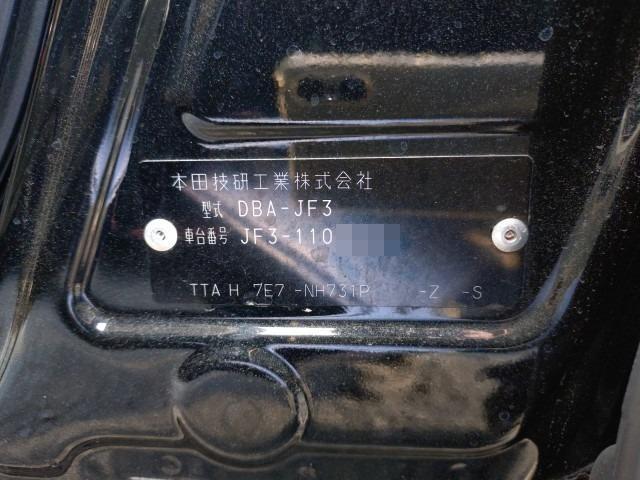 本田技研工業株式会社
型式 DBA-JF3
車台番号 JF3-110
TTA H 7E7 -NH731P -Z -S